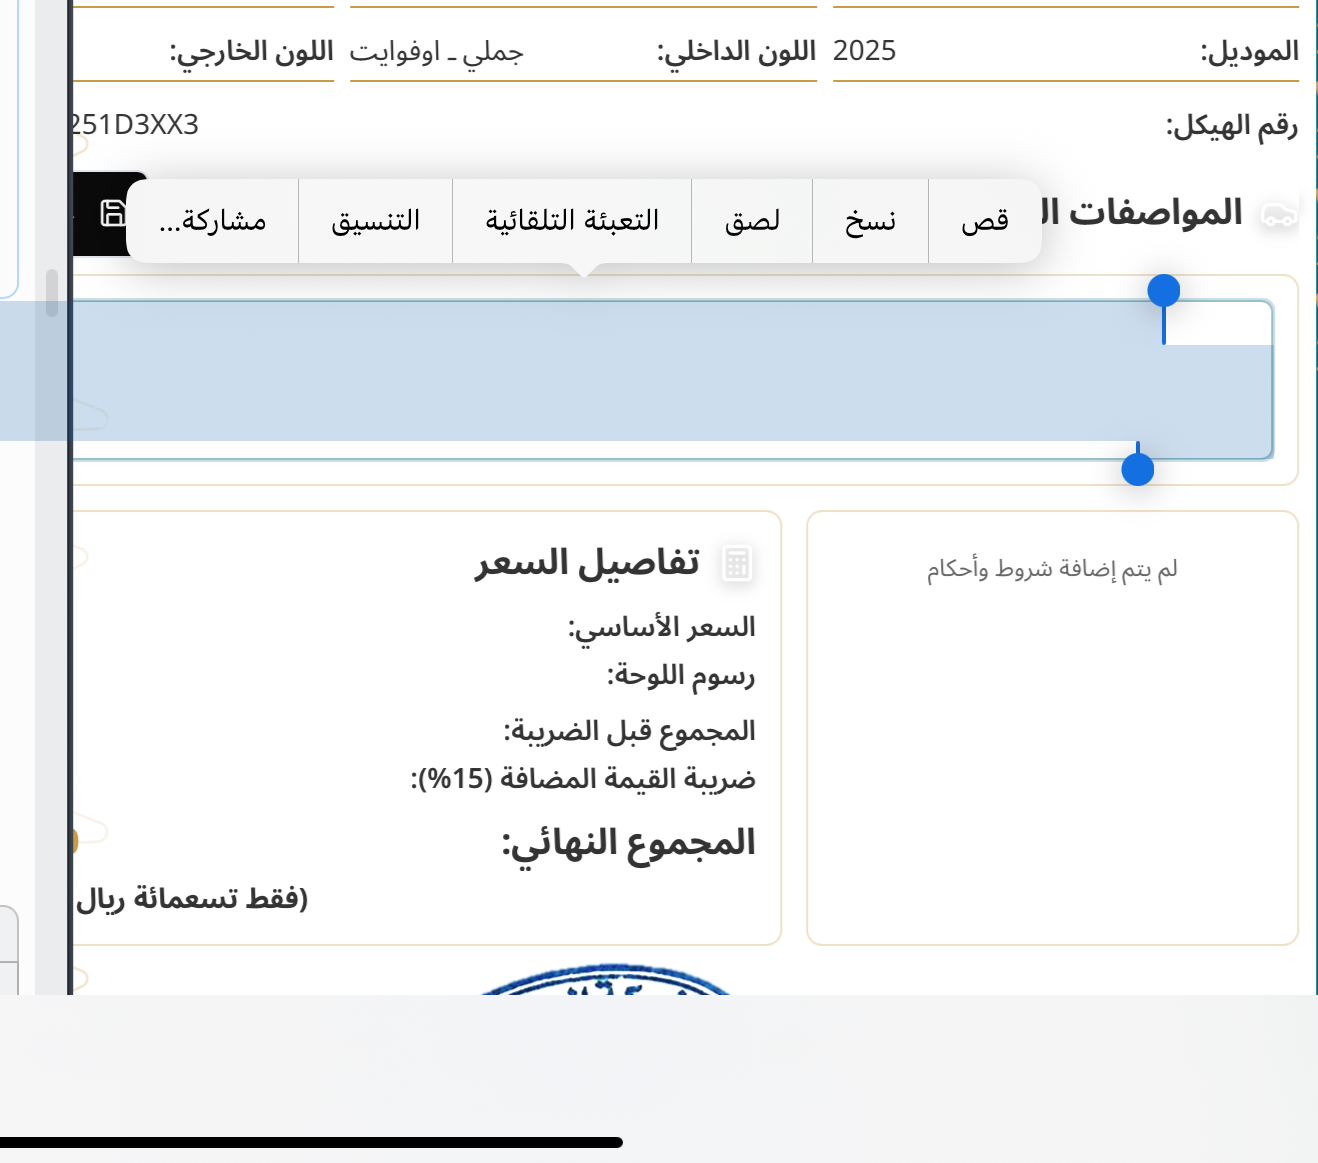 الموديل: 2025 اللون الداخلي: جملي - اوفوايت اللون الخارجي:
رقم الهيكل: 251D3XX3
قص نسخ لصق التعبئة التلقائية التنسيق مشاركة...
المواصفات
لم يتم إضافة شروط وأحكام
تفاصيل السعر
السعر الأساسي:
رسوم اللوحة:
المجموع قبل الضريبة:
ضريبة القيمة المضافة (15%):
المجموع النهائي:
(فقط تسعمائة ريال